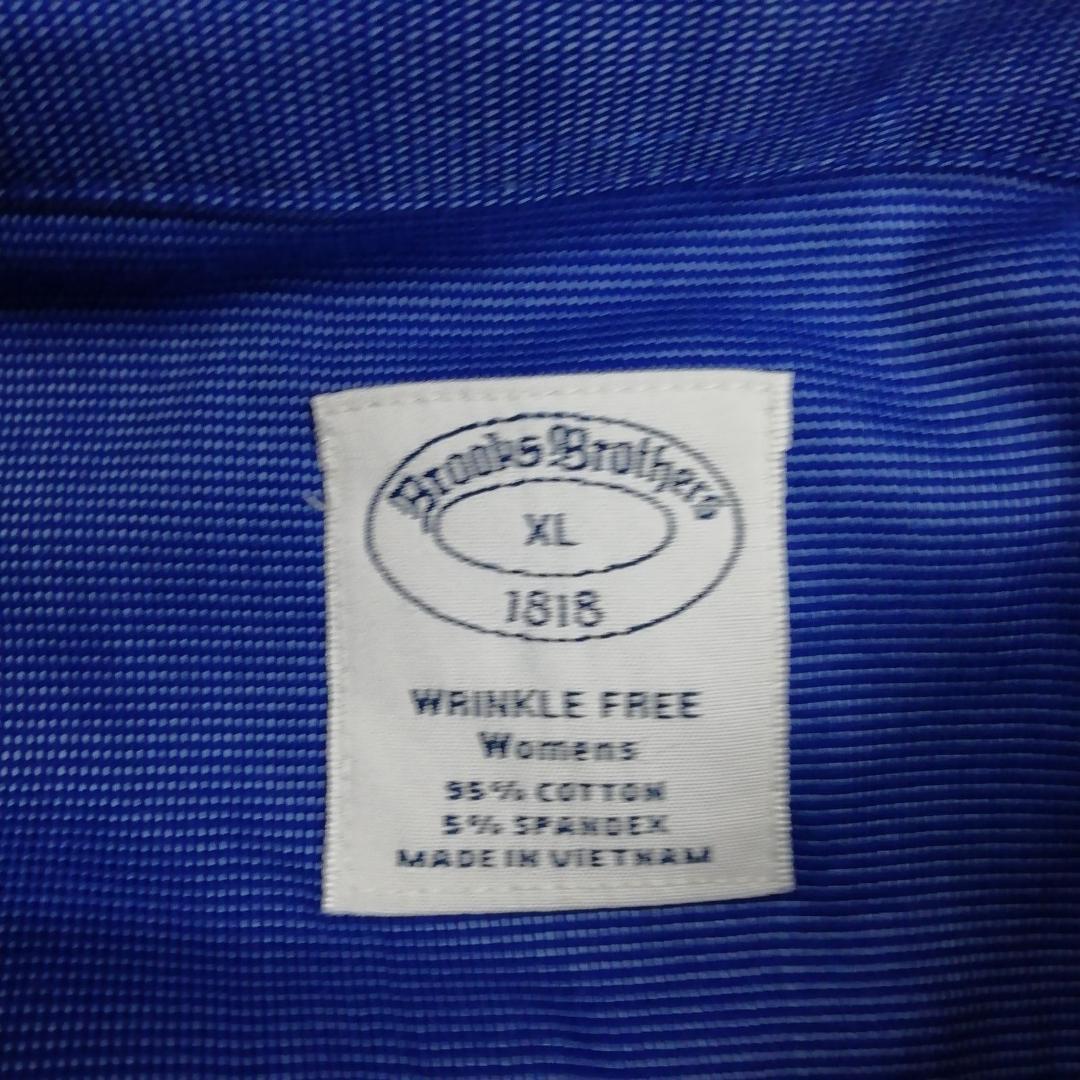 Brooks Brothers
XL
1818
WRINKLE FREE
Womens
95% COTTON
5% SPANDEX
MADE IN VIETNAM